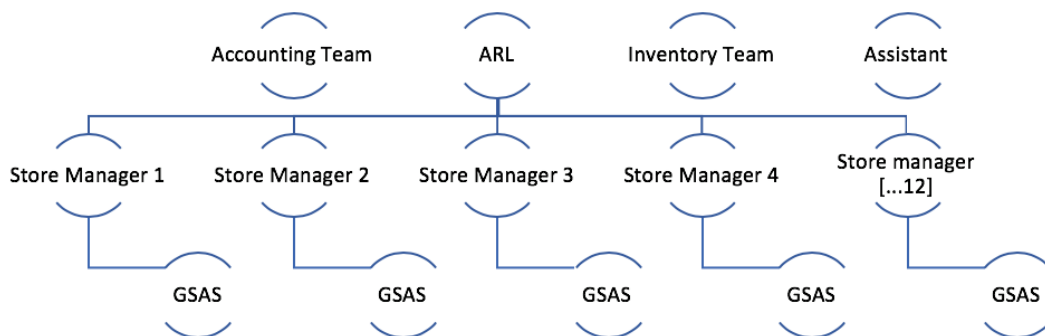 Accounting Team
ARL
Inventory Team
Assistant
Store Manager 1
Store Manager 2
Store Manager 3
Store Manager 4
Store manager
[...12]
GSAS
GSAS
GSAS
GSAS
GSAS